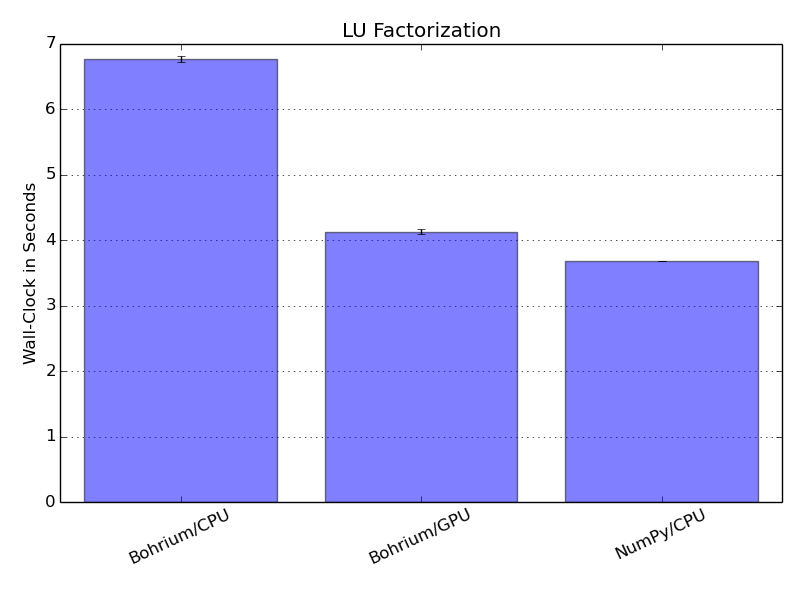 LU Factorization
Wall-Clock in Seconds
7
6
5
4
3
2
1
0
Bohrium/CPU
Bohrium/GPU
NumPy/CPU